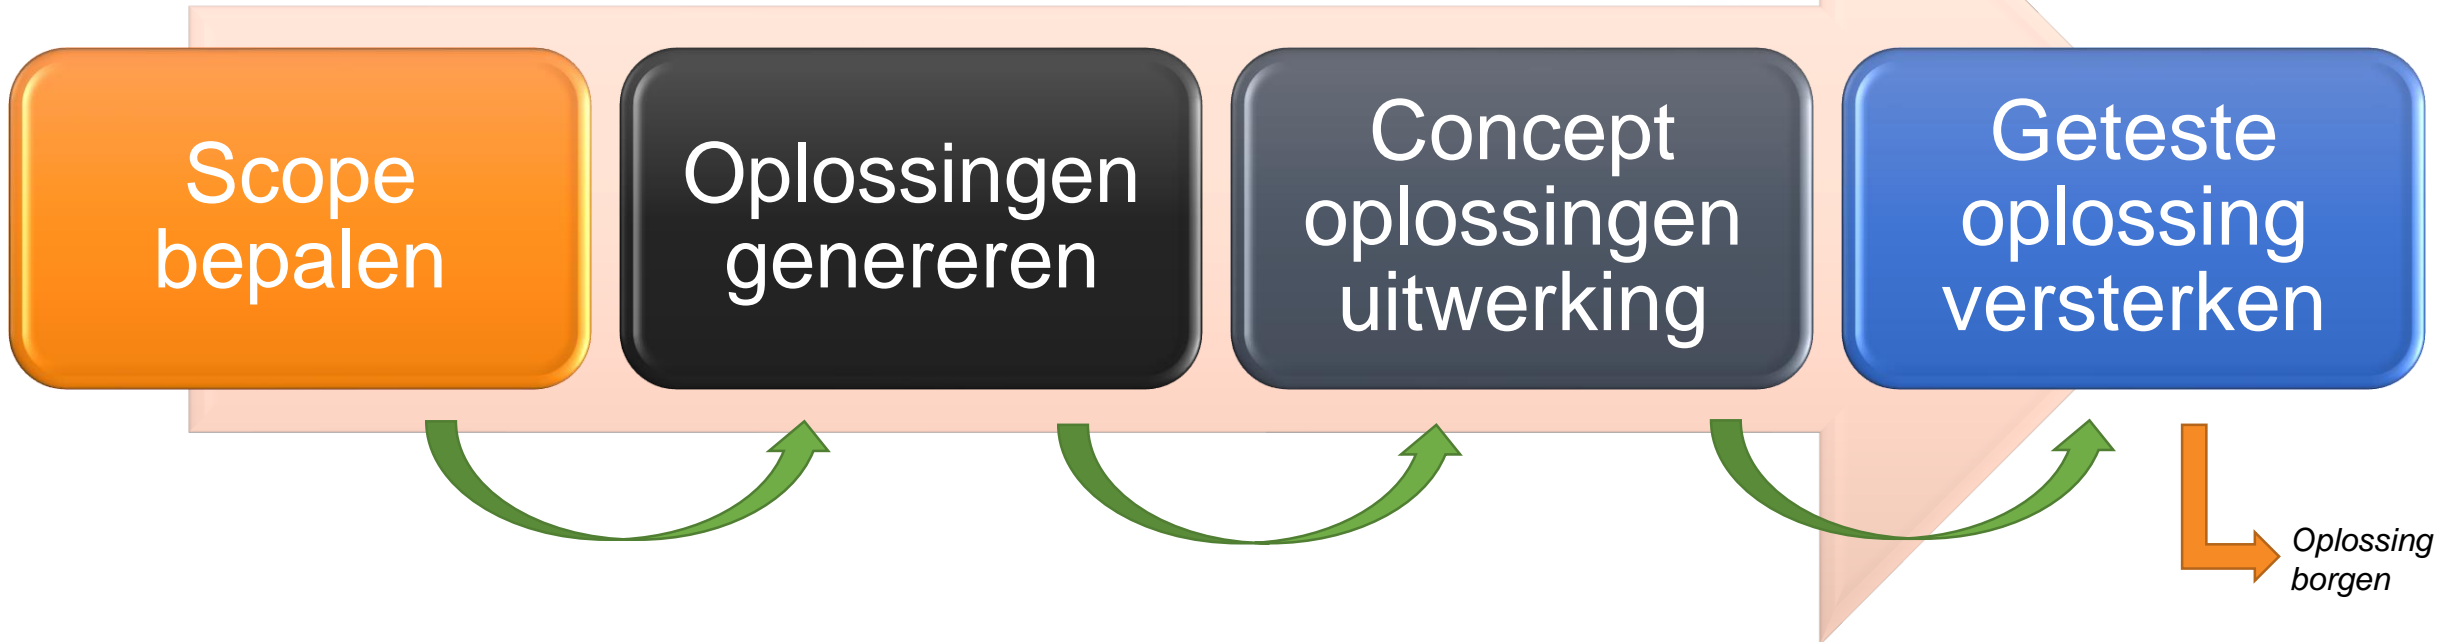 Scope
bepalen
Oplossingen
genereren
Concept
oplossingen
uitwerking
Geteste
oplossing
versterken
Oplossing
borgen